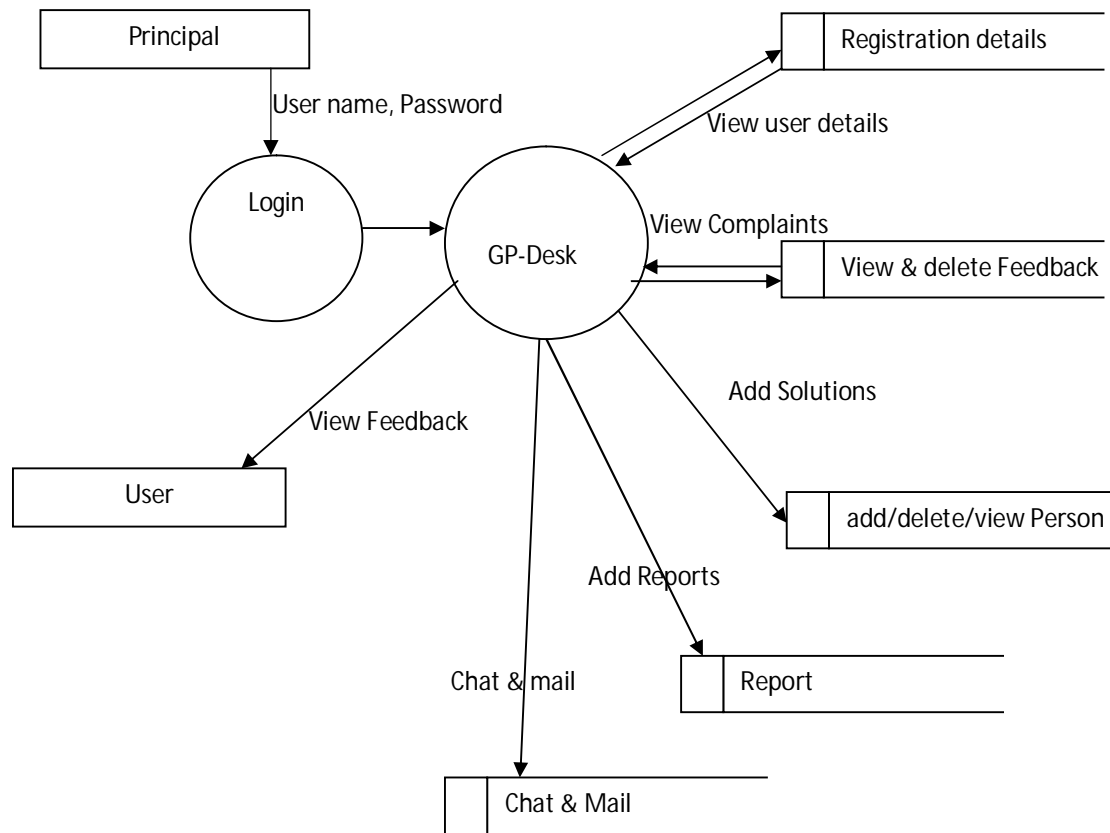 Principal
Registration details
User name, Password
View user details
Login
View Complaints
GP-Desk
View & delete Feedback
Add Solutions
View Feedback
User
add/delete/view Person
Add Reports
Chat & mail
Report
Chat & Mail